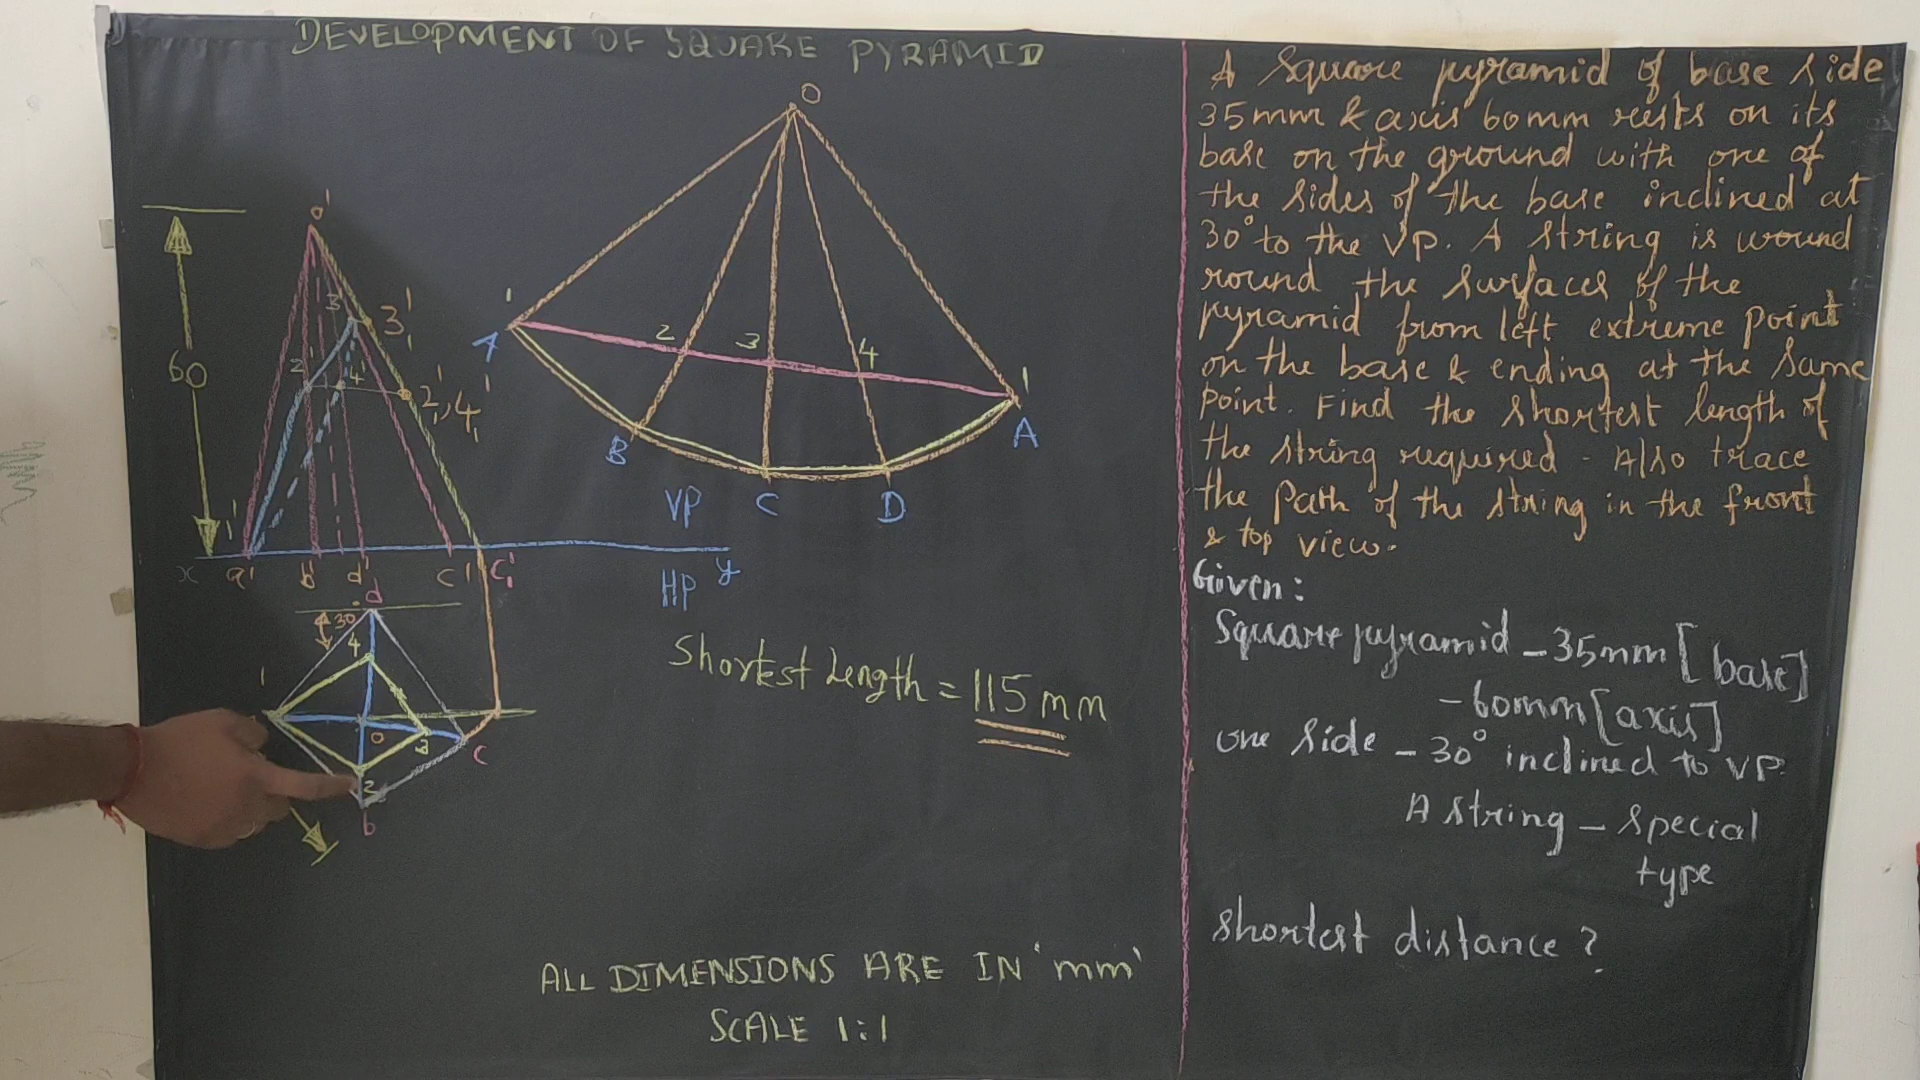 DEVELOPMENT OF SQUARE PYRAMID
O
o'
1
A
2
3
4
1
A
B
C
D
60
3'
3'₁
2'
4'
2'₁, 4'₁
1'
x
a'
b'
d'
c'
c'₁
VP
HP
y
d
30°
4
1
o
3
c
2
b
Shortest Length = 115 mm
ALL DIMENSIONS ARE IN 'mm'
SCALE 1:1
A Square pyramid of base side
35mm & axis 60mm rests on its
base on the ground with one of
the sides of the base inclined at
30° to the VP. A string is wound
round the surfaces of the
pyramid from left extreme point
on the base & ending at the same
point. Find the shortest length of
the string required. Also trace
the path of the string in the front
& top view.
Given:
Square pyramid - 35mm [base]
- 60mm [axis]
one side - 30° inclined to VP.
A string - special
type
shortest distance ?